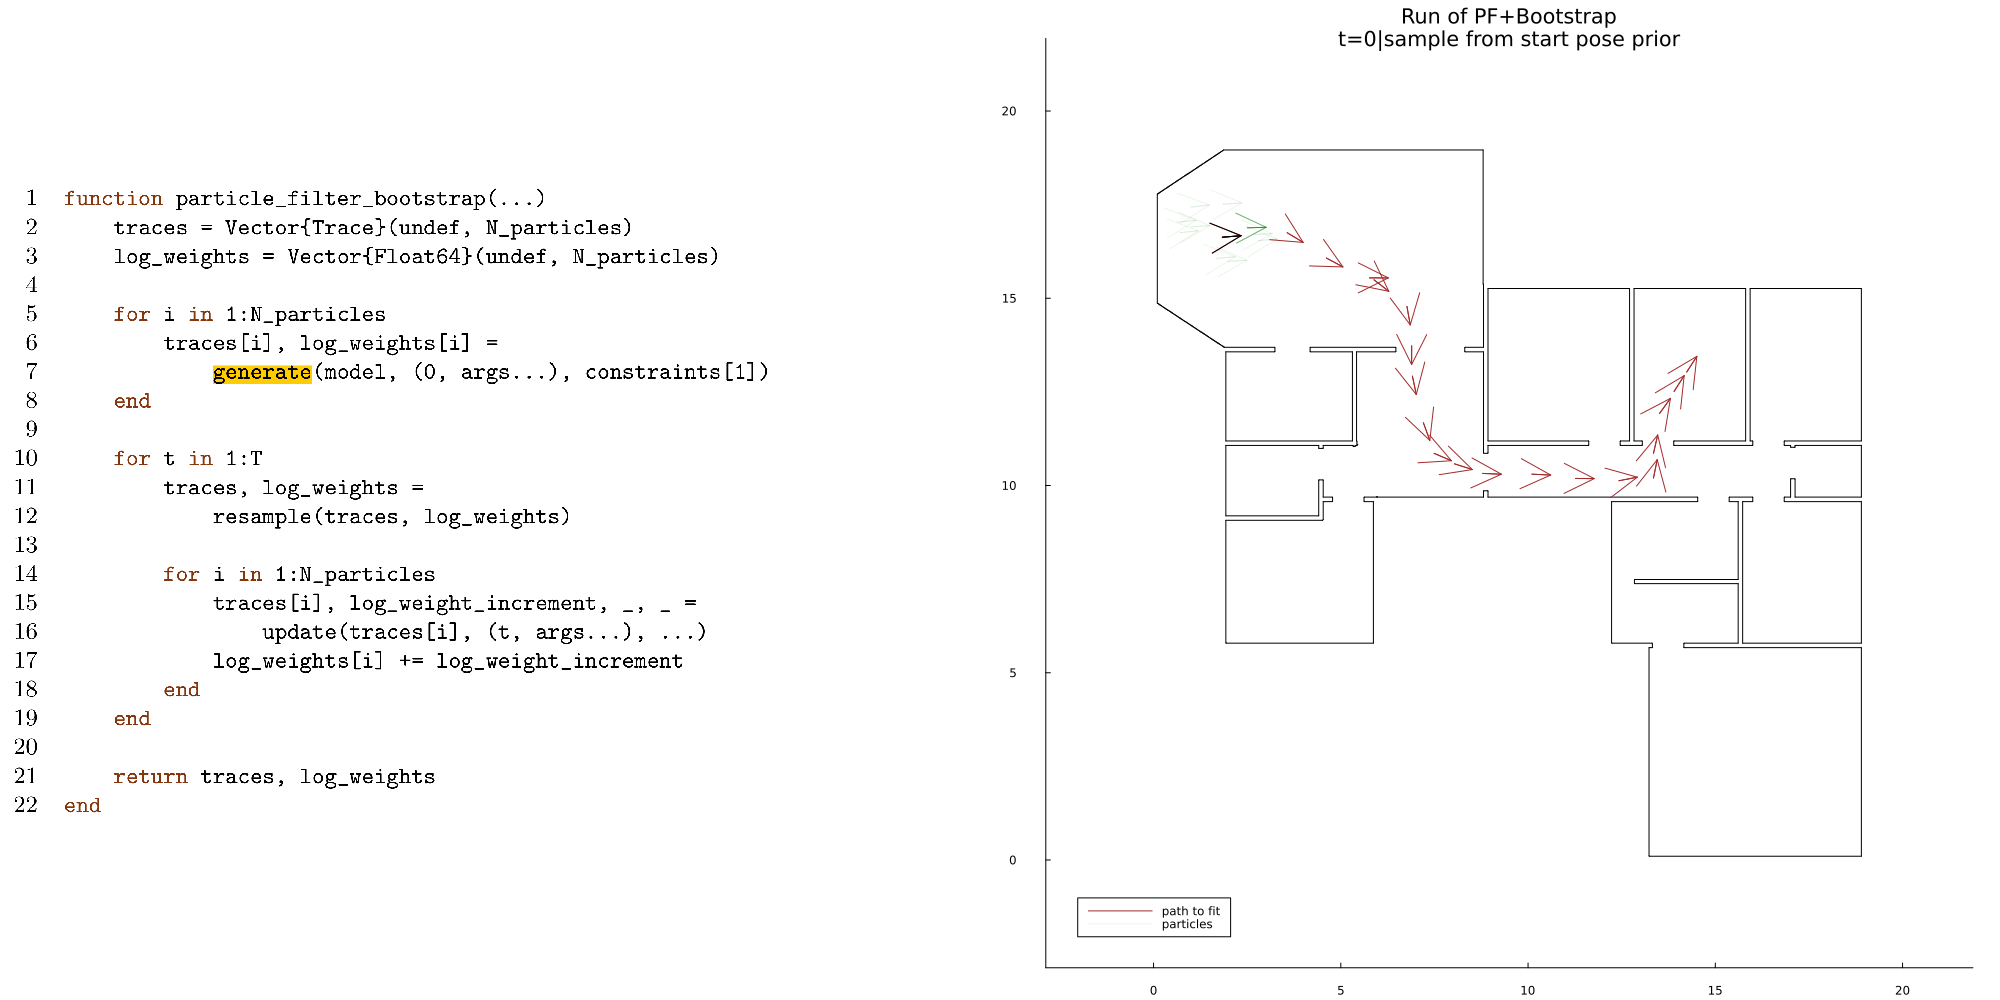 1 function particle_filter_bootstrap(...)
2 traces = Vector{Trace}(undef, N_particles)
3 log_weights = Vector{Float64}(undef, N_particles)
4
5 for i in 1:N_particles
6 traces[i], log_weights[i] =
7 generate(model, (0, args...), constraints[1])
8 end
9
10 for t in 1:T
11 traces, log_weights =
12 resample(traces, log_weights)
13
14 for i in 1:N_particles
15 traces[i], log_weight_increment, _, _ =
16 update(traces[i], (t, args...), ...)
17 log_weights[i] += log_weight_increment
18 end
19 end
20
21 return traces, log_weights
22 end
Run of PF+Bootstrap
t=0|sample from start pose prior
20
15
10
5
0
path to fit
particles
0 5 10 15 20